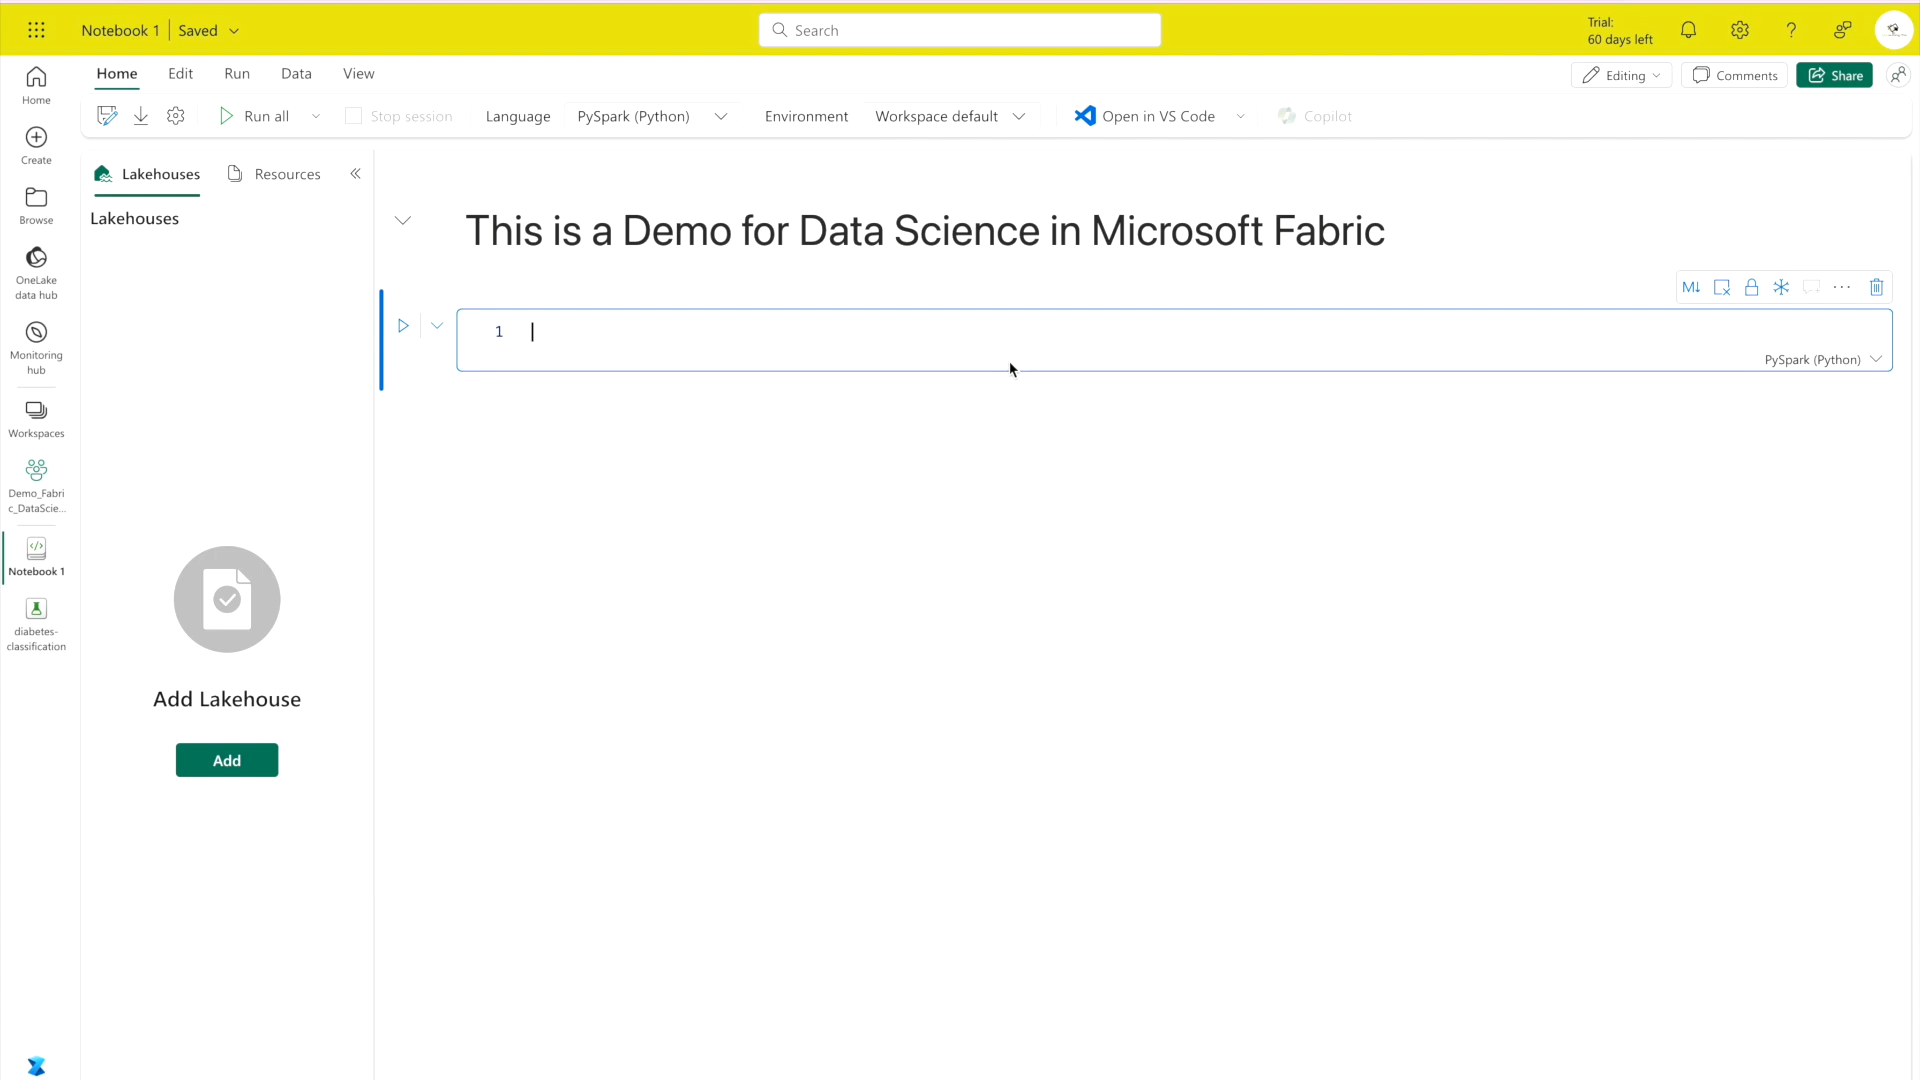 Notebook 1 | Saved
Search
Trial:
60 days left
Home
Edit
Run
Data
View
Editing
Comments
Share
Run all
Stop session
Language
PySpark (Python)
Environment
Workspace default
Open in VS Code
Copilot
Home
Create
Browse
OneLake
data hub
Monitoring
hub
Workspaces
Demo_Fabri
c_DataScie...
Notebook 1
diabetes-
classification
Lakehouses
Resources
Lakehouses
Add Lakehouse
Add
This is a Demo for Data Science in Microsoft Fabric
M↓
1
PySpark (Python)